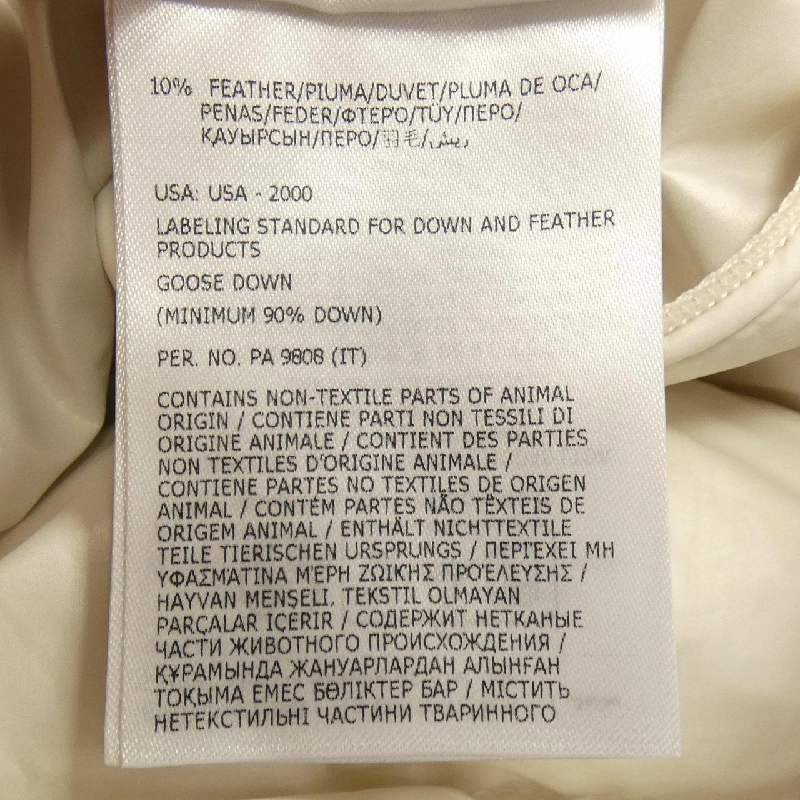 10% FEATHER/PIUMA/DUVET/PLUMA DE OCA/
PENAS/FEDER/ΦΤΕΡΌ/TÜY/ПЕРО/
ҚАУЫРСЫН/ПЕРО/羽毛/ريش
USA: USA - 2000
LABELING STANDARD FOR DOWN AND FEATHER
PRODUCTS
GOOSE DOWN
(MINIMUM 90% DOWN)
PER. NO. PA 9808 (IT)
CONTAINS NON-TEXTILE PARTS OF ANIMAL
ORIGIN / CONTIENE PARTI NON TESSILI DI
ORIGINE ANIMALE / CONTIENT DES PARTIES
NON TEXTILES D'ORIGINE ANIMALE /
CONTIENE PARTES NO TEXTILES DE ORIGEN
ANIMAL / CONTÉM PARTES NÃO TÊXTEIS DE
ORIGEM ANIMAL / ENTHÄLT NICHTTEXTILE
TEILE TIERISCHEN URSPRUNGS / ΠΕΡΙΈΧΕΙ ΜΗ
ΥΦΑΣΜΆΤΙΝΑ ΜΈΡΗ ΖΩΙΚΉΣ ΠΡΟΈΛΕΥΣΗΣ /
HAYVAN MENŞELI, TEKSTIL OLMAYAN
PARÇALAR IÇERIR / СОДЕРЖИТ НЕТКАНЫЕ
ЧАСТИ ЖИВОТНОГО ПРОИСХОЖДЕНИЯ /
ҚҰРАМЫНДА ЖАНУАРЛАРДАН АЛЫНҒАН
ТОҚЫМА ЕМЕС БӨЛІКТЕР БАР / МІСТИТЬ
НЕТЕКСТИЛЬНІ ЧАСТИНИ ТВАРИННОГО